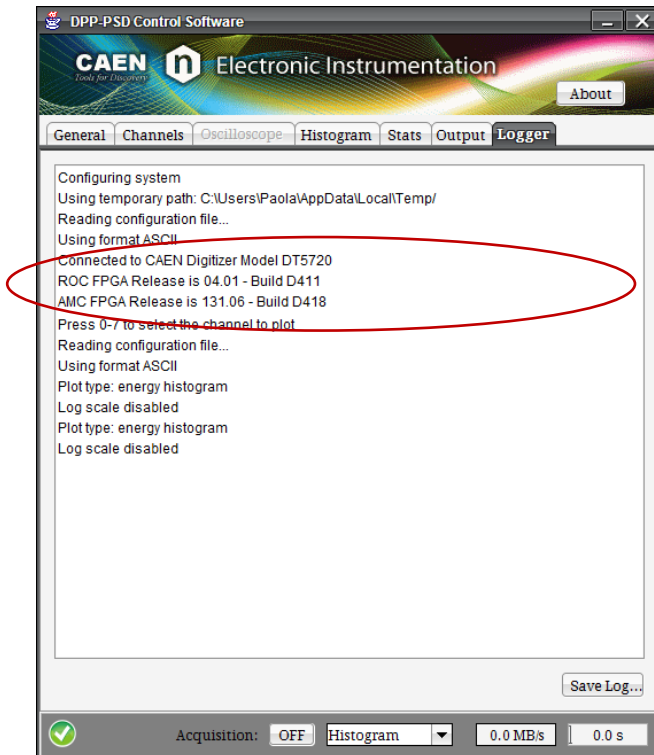 DPP-PSD Control Software
CAEN
Tools for Discovery
n
Electronic Instrumentation
About
General Channels Oscilloscope Histogram Stats Output Logger
Configuring system
Using temporary path: C:\Users\Paola\AppData\Local\Temp/
Reading configuration file...
Using format ASCII
Connected to CAEN Digitizer Model DT5720
ROC FPGA Release is 04.01 - Build D411
AMC FPGA Release is 131.06 - Build D418
Press 0-7 to select the channel to plot
Reading configuration file...
Using format ASCII
Plot type: energy histogram
Log scale disabled
Plot type: energy histogram
Log scale disabled
Save Log...
Acquisition: OFF Histogram 0.0 MB/s 0.0 s